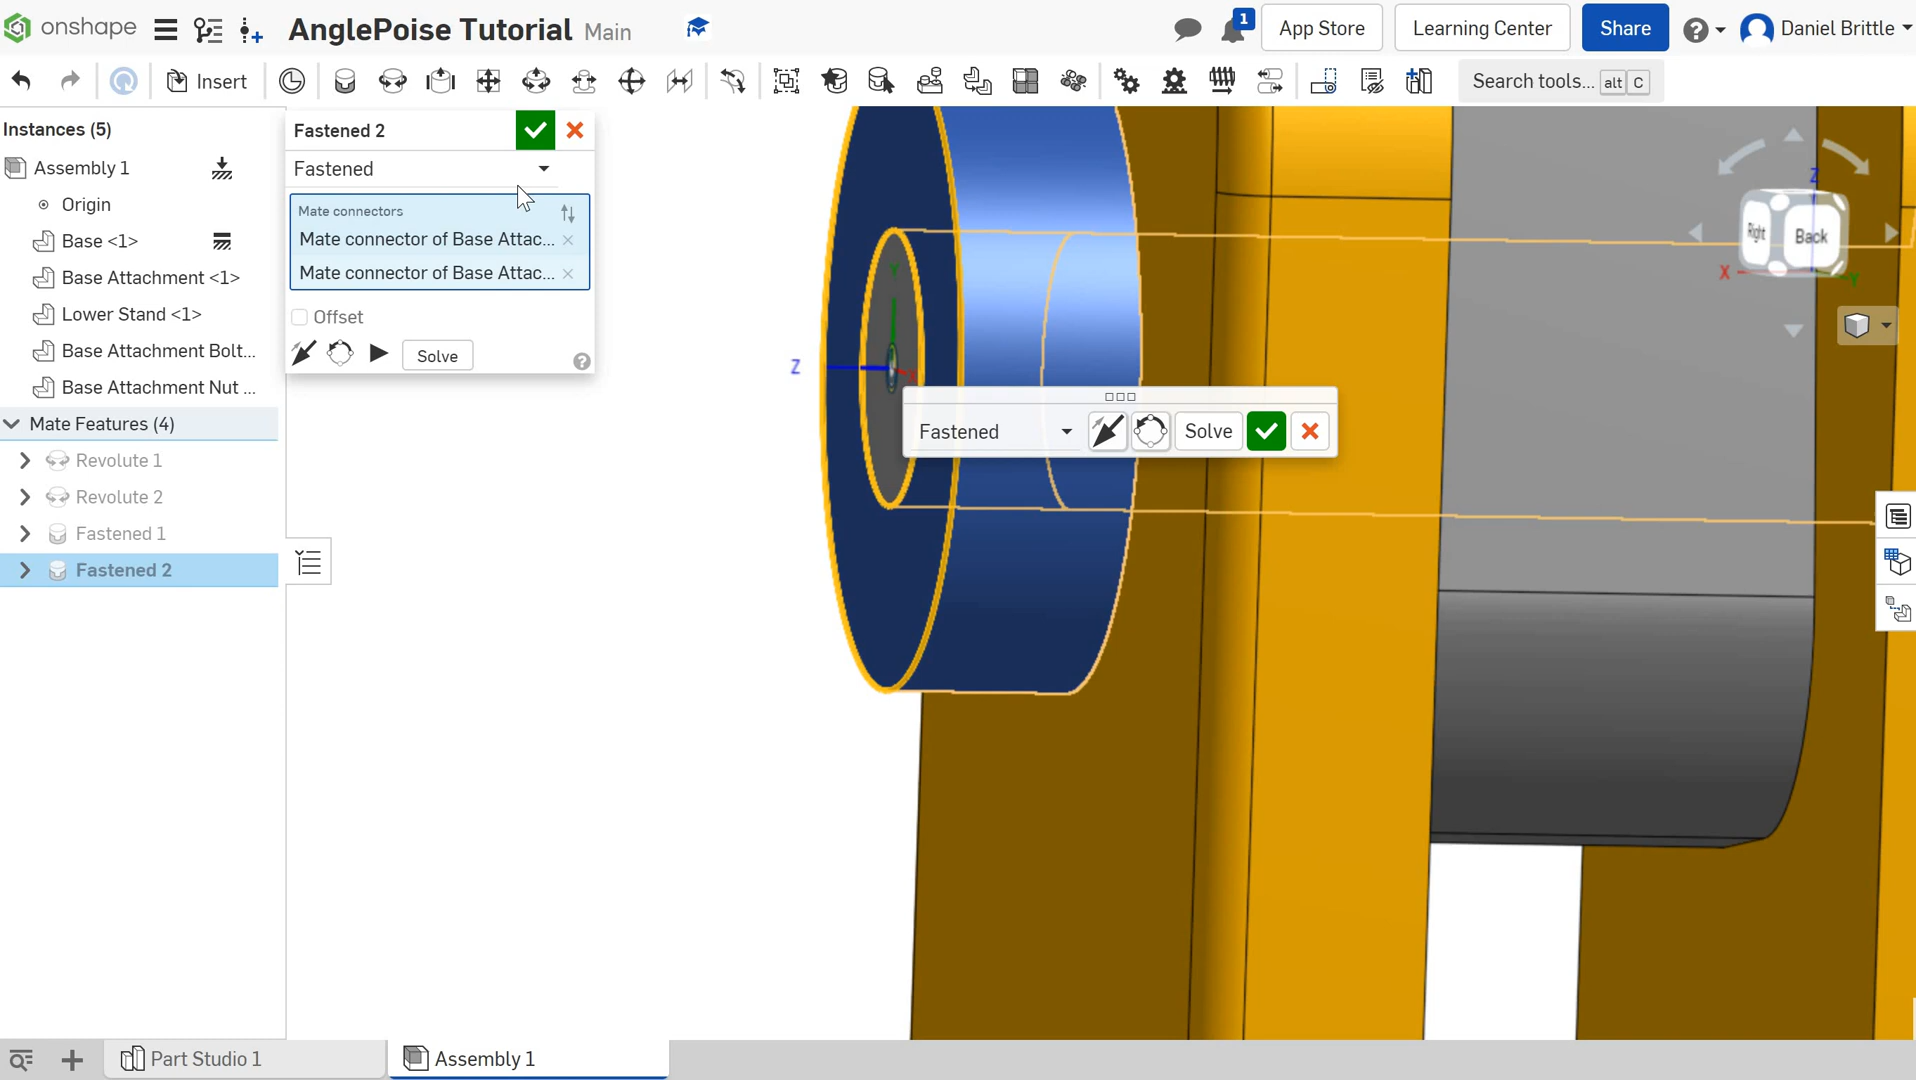 onshape
AnglePoise Tutorial Main
1
App Store
Learning Center
Share
Daniel Brittle
Insert
Search tools... alt C
Instances (5)
Assembly 1
Origin
Base <1>
Base Attachment <1>
Lower Stand <1>
Base Attachment Bolt...
Base Attachment Nut ...
Mate Features (4)
Revolute 1
Revolute 2
Fastened 1
Fastened 2
Fastened 2
Fastened
Mate connectors
Mate connector of Base Attac...
Mate connector of Base Attac...
Offset
Solve
Z
Y
Fastened
Solve
Z
Right
Back
X
Y
Part Studio 1
Assembly 1